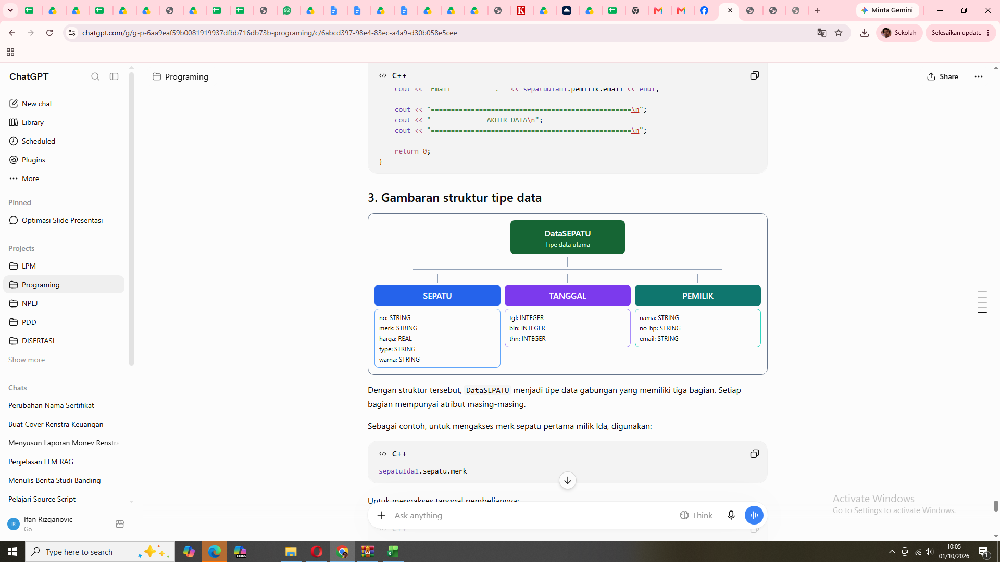 92
Minta Gemini
chatgpt.com/g/g-p-6aa9eaf59b0081919937dfbb716db73b-programing/c/6abcd397-98e4-83ec-a4a9-d30b058e5cee
Sekolah
Selesaikan update
ChatGPT
New chat
Library
Scheduled
Plugins
More
Pinned
Optimasi Slide Presentasi
Projects
LPM
Programing
NPEJ
PDD
DISERTASI
Show more
Chats
Perubahan Nama Sertifikat
Buat Cover Renstra Keuangan
Menyusun Laporan Monev Renstra
Penjelasan LLM RAG
Menulis Berita Studi Banding
Pelajari Source Script
IR
Ifan Rizqanovic
Go
Programing
Share
C++
cout << "Email : " << sepatuDian1.pemilik.email << endl;
cout << "==================================================\n";
cout << " AKHIR DATA\n";
cout << "==================================================\n";
return 0;
}
3. Gambaran struktur tipe data
DataSEPATU
Tipe data utama
SEPATU
no: STRING
merk: STRING
harga: REAL
type: STRING
warna: STRING
TANGGAL
tgl: INTEGER
bln: INTEGER
thn: INTEGER
PEMILIK
nama: STRING
no_hp: STRING
email: STRING
Dengan struktur tersebut, DataSEPATU menjadi tipe data gabungan yang memiliki tiga bagian. Setiap
bagian mempunyai atribut masing-masing.
Sebagai contoh, untuk mengakses merk sepatu pertama milik Ida, digunakan:
C++
sepatuIda1.sepatu.merk
Untuk mengakses tanggal pembeliannya:
Ask anything
Think
C++
Activate Windows
Go to Settings to activate Windows.
Type here to search
M365
10:05
01/10/2026
1